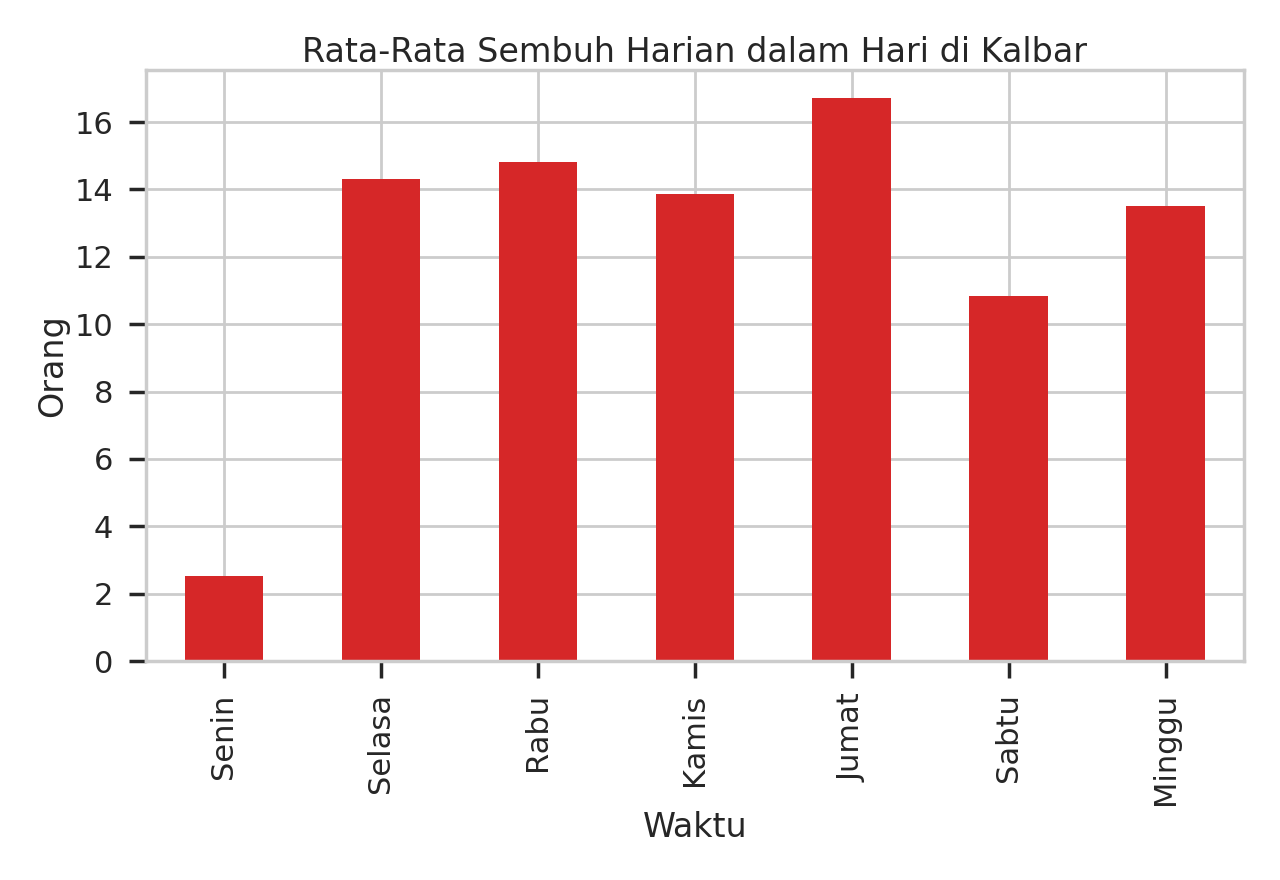 Rata-Rata Sembuh Harian dalam Hari di Kalbar
16
14
12
10
8
6
4
2
0
Orang
Senin
Selasa
Rabu
Kamis
Jumat
Sabtu
Minggu
Waktu